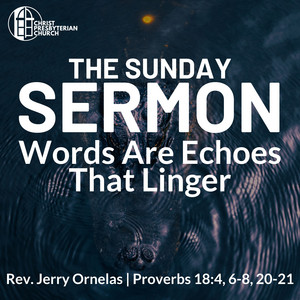 CHRIST
PRESBYTERIAN
CHURCH
THE SUNDAY
SERMON
Words Are Echoes
That Linger
Rev. Jerry Ornelas | Proverbs 18:4, 6-8, 20-21